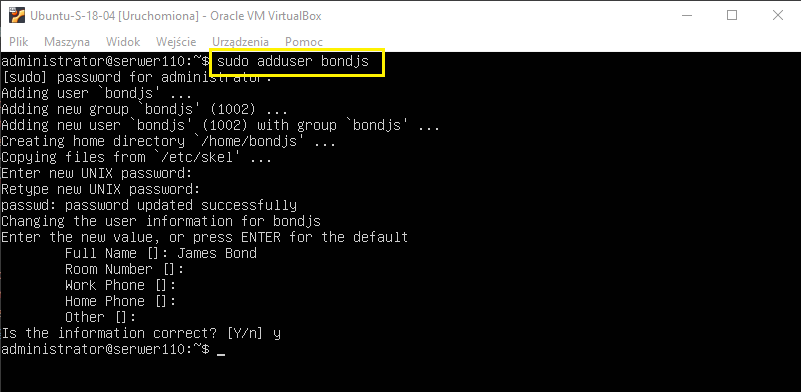 Ubuntu-S-18-04 [Uruchomiona] - Oracle VM VirtualBox
Plik Maszyna Widok Wejście Urządzenia Pomoc
administrator@serwer110:~$ sudo adduser bondjs
[sudo] password for administrator:
Adding user `bondjs' ...
Adding new group `bondjs' (1002) ...
Adding new user `bondjs' (1002) with group `bondjs' ...
Creating home directory `/home/bondjs' ...
Copying files from `/etc/skel' ...
Enter new UNIX password:
Retype new UNIX password:
passwd: password updated successfully
Changing the user information for bondjs
Enter the new value, or press ENTER for the default
Full Name []: James Bond
Room Number []:
Work Phone []:
Home Phone []:
Other []:
Is the information correct? [Y/n] y
administrator@serwer110:~$ _